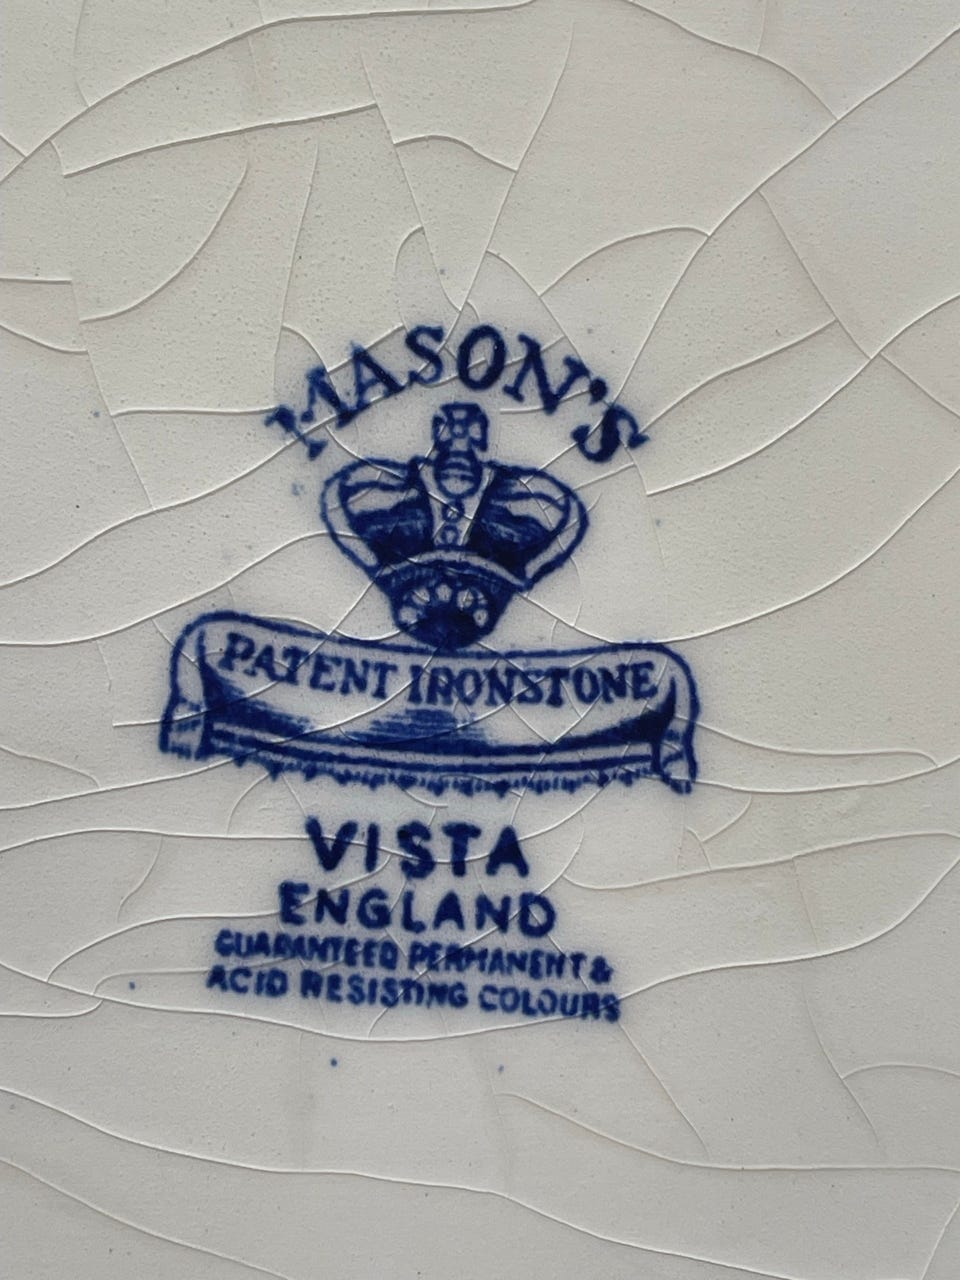 MASON'S
PATENT IRONSTONE
VISTA
ENGLAND
GUARANTEED PERMANENT &
ACID RESISTING COLOURS